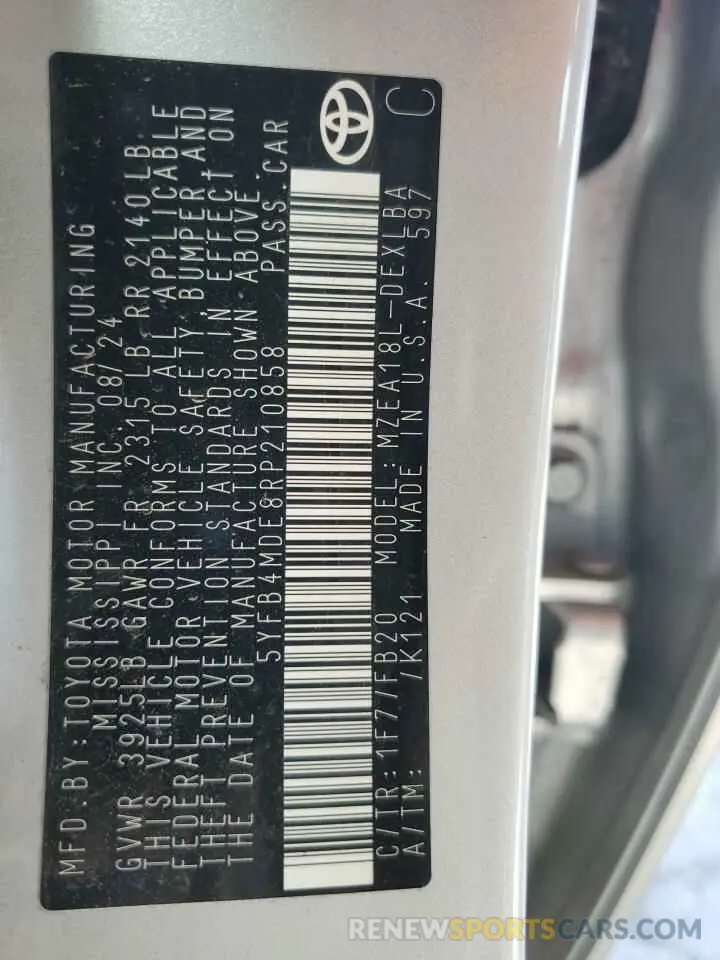 MFD.BY:TOYOTA MOTOR MANUFACTURING
MISSISSIPPI INC. 08/24
GVWR 3925LB GAWR FR 2315 LB RR 2140LB
THIS VEHICLE CONFORMS TO ALL APPLICABLE
FEDERAL MOTOR VEHICLE SAFETY,BUMPER,AND
THEFT PREVENTION STANDARDS IN EFFECT ON
THE DATE OF MANUFACTURE SHOWN ABOVE.
5YFB4MDE8RP210858 PASS.CAR
C/TR:1F7/FB20 MODEL:MZEA18L-DEXLBA
A/TM: /K121 MADE IN U.S.A. 597
C
RENEWSPORTSCARS.COM